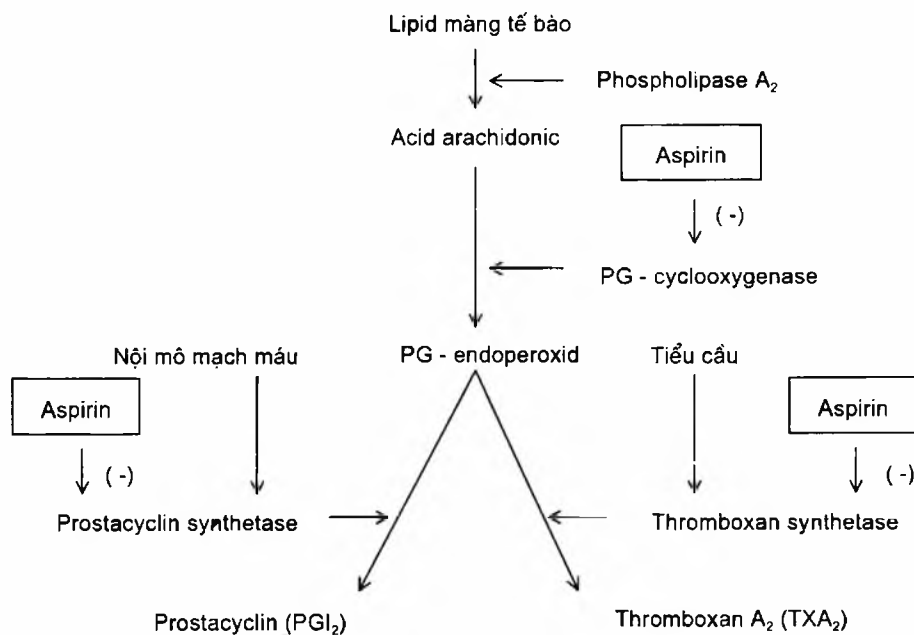 Lipid màng tế bào
Phospholipase A₂
Acid arachidonic
Aspirin
(-)
PG - cyclooxygenase
Nội mô mạch máu
PG - endoperoxid
Tiểu cầu
Aspirin
Aspirin
(-)
(-)
Prostacyclin synthetase
Thromboxan synthetase
Prostacyclin (PGI₂)
Thromboxan A₂ (TXA₂)